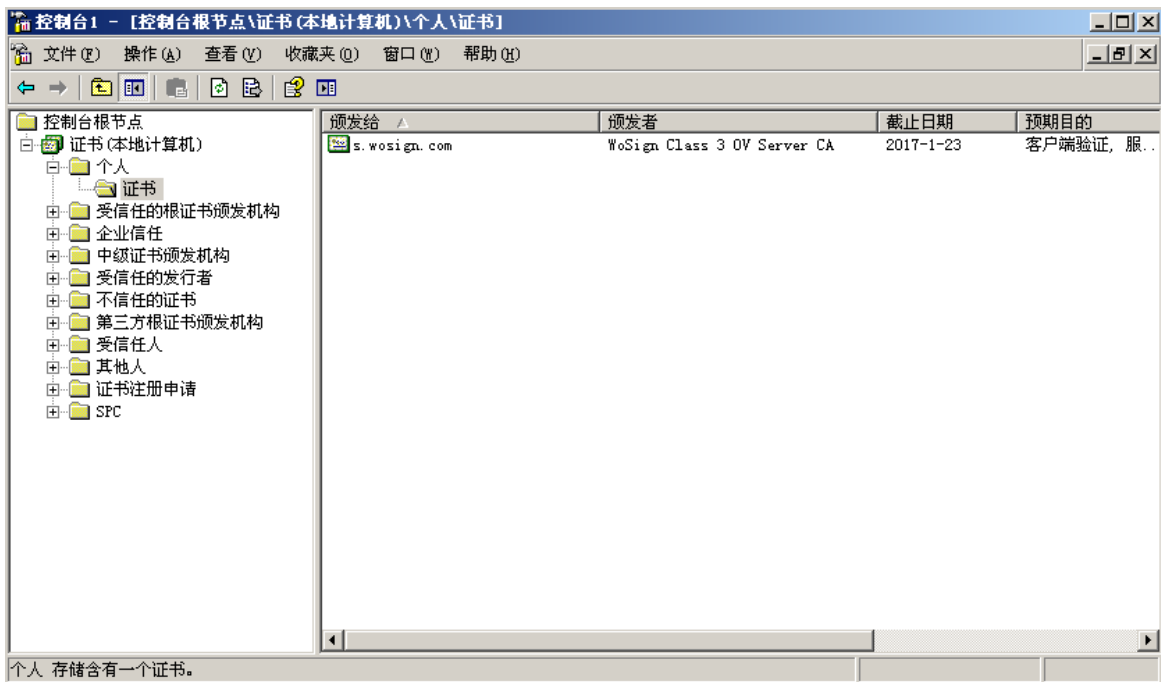 控制台1 - [控制台根节点\证书(本地计算机)\个人\证书]
文件(F) 操作(A) 查看(V) 收藏夹(O) 窗口(W) 帮助(H)
控制台根节点
证书(本地计算机)
个人
证书
受信任的根证书颁发机构
企业信任
中级证书颁发机构
受信任的发行者
不信任的证书
第三方根证书颁发机构
受信任人
其他人
证书注册申请
SPC
颁发给 颁发者 截止日期 预期目的
s.wosign.com WoSign Class 3 OV Server CA 2017-1-23 客户端验证, 服..
个人 存储含有一个证书。